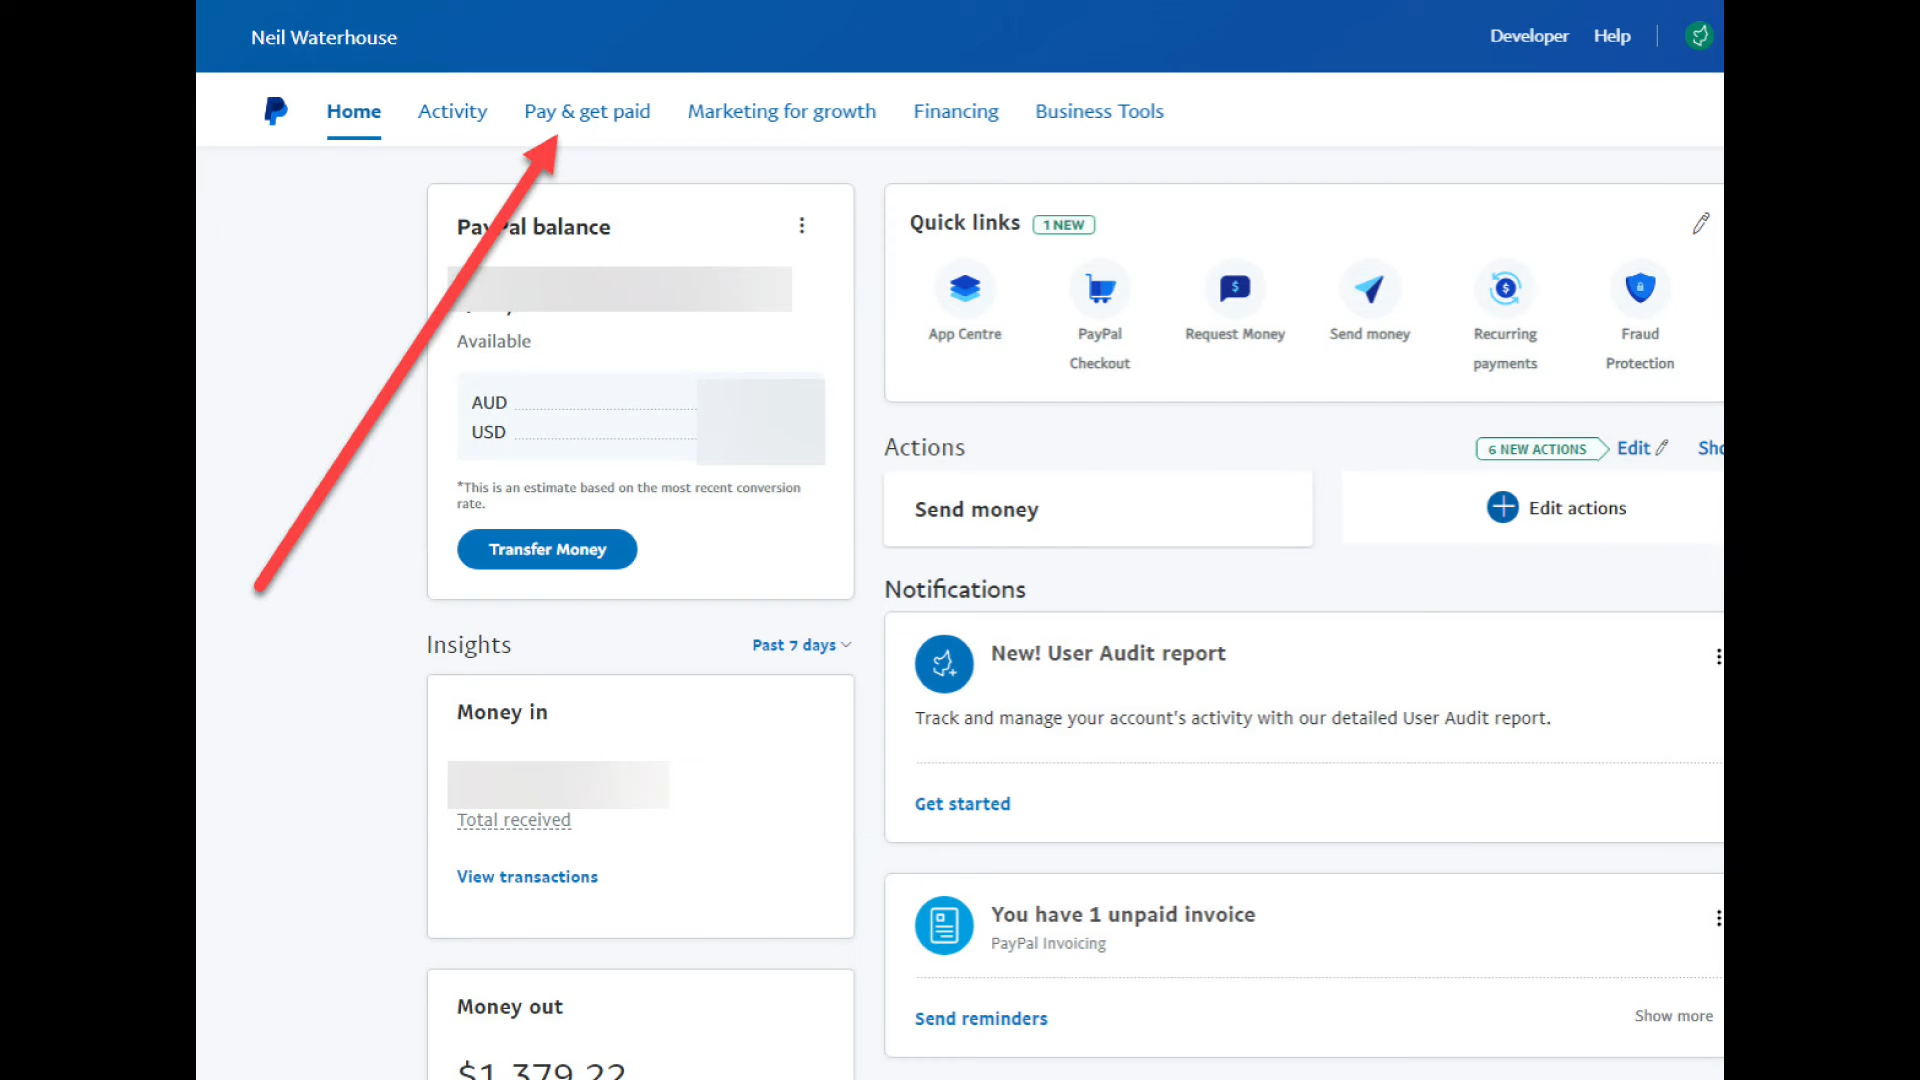 Neil Waterhouse
Developer Help
Home Activity Pay & get paid Marketing for growth Financing Business Tools
PayPal balance
Available
AUD
USD
*This is an estimate based on the most recent conversion
rate.
Transfer Money
Insights
Past 7 days
Money in
Total received
View transactions
Money out
$1,379.22
Quick links 1 NEW
App Centre
PayPal
Checkout
Request Money
Send money
Recurring
payments
Fraud
Protection
Actions
6 NEW ACTIONS Edit
Send money
Edit actions
Notifications
New! User Audit report
Track and manage your account's activity with our detailed User Audit report.
Get started
You have 1 unpaid invoice
PayPal Invoicing
Send reminders
Show more